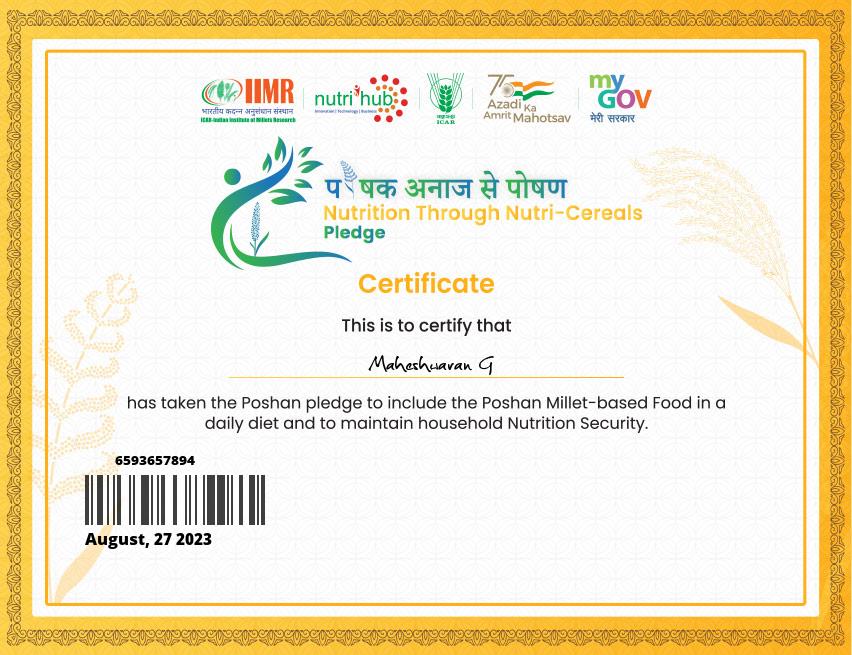 IIMR
भारतीय कदन्न अनुसंधान संस्थान
ICAR-Indian Institute of Millets Research
nutrihub
Innovation | Technology | Business
ICAR
75
Azadi Ka
Amrit Mahotsav
my
GOV
मेरी सरकार
पोषक अनाज से पोषण
Nutrition Through Nutri-Cereals
Pledge
Certificate
This is to certify that
Maheshwaran G
has taken the Poshan pledge to include the Poshan Millet-based Food in a
daily diet and to maintain household Nutrition Security.
6593657894
August, 27 2023